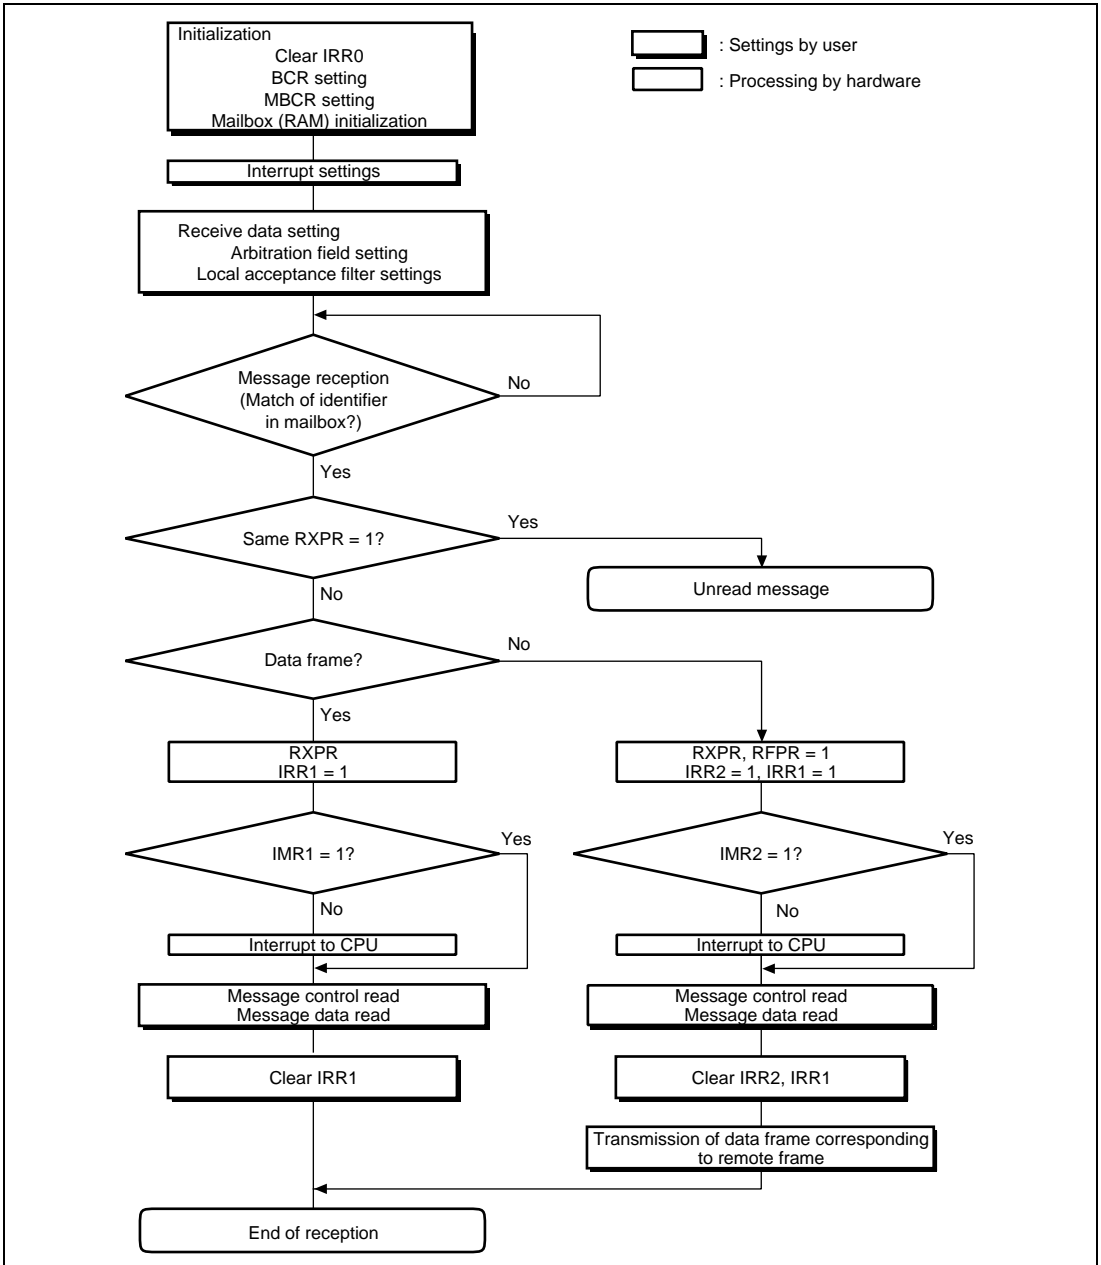 Initialization
Clear IRR0
BCR setting
MBCR setting
Mailbox (RAM) initialization
: Settings by user
: Processing by hardware
Interrupt settings
Receive data setting
Arbitration field setting
Local acceptance filter settings
Message reception
(Match of identifier
in mailbox?)
No
Yes
Same RXPR = 1?
Yes
Unread message
No
Data frame?
No
Yes
RXPR
IRR1 = 1
RXPR, RFPR = 1
IRR2 = 1, IRR1 = 1
IMR1 = 1?
Yes
IMR2 = 1?
Yes
No
No
Interrupt to CPU
Interrupt to CPU
Message control read
Message data read
Message control read
Message data read
Clear IRR1
Clear IRR2, IRR1
Transmission of data frame corresponding
to remote frame
End of reception